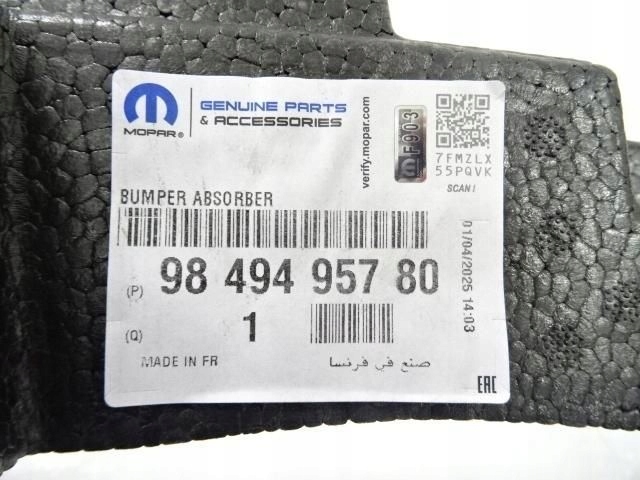 MOPAR®
GENUINE PARTS
& ACCESSORIES
verify.mopar.com
F903
7FMZLX
55PQVK
SCAN!
BUMPER ABSORBER
(P) 98 494 957 80
01/04/2025 14:03
(Q) 1
MADE IN FR
صنع في فرنسا
EAC